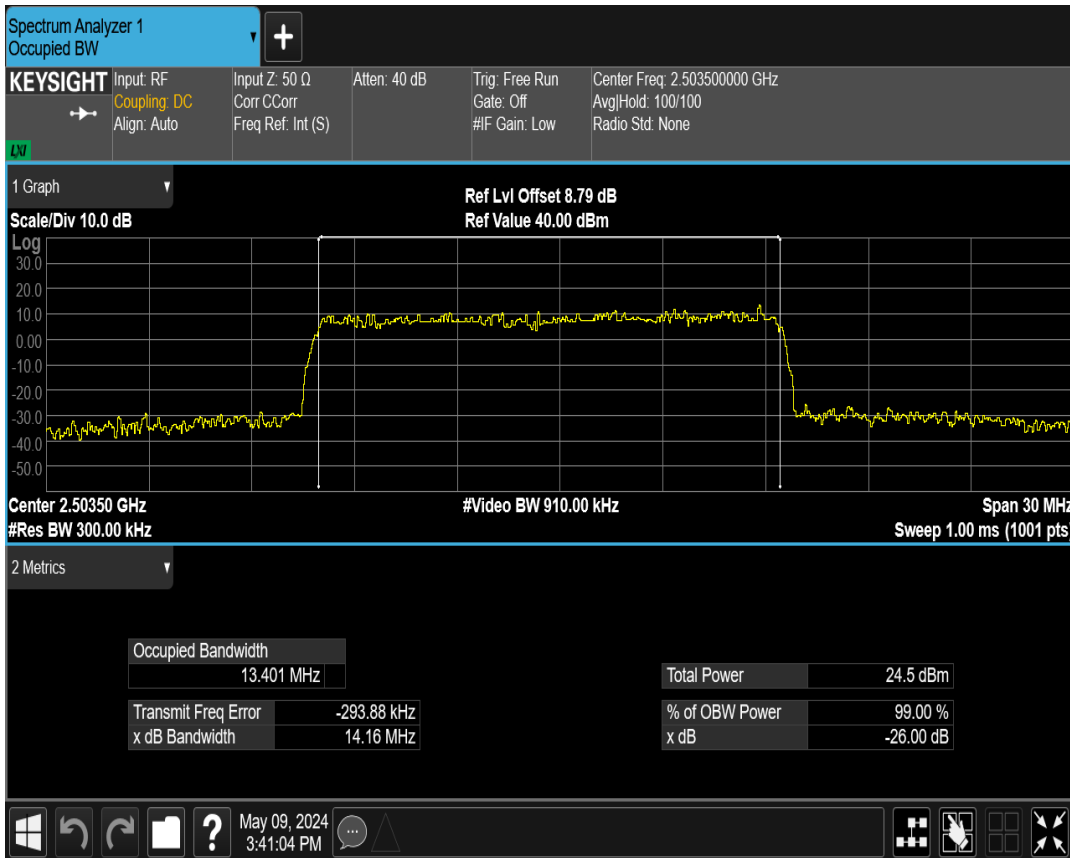 Spectrum Analyzer 1
Occupied BW
KEYSIGHT
LXI
Input: RF
Coupling: DC
Align: Auto
Input Z: 50 Ω
Corr CCorr
Freq Ref: Int (S)
Atten: 40 dB
Trig: Free Run
Gate: Off
#IF Gain: Low
Center Freq: 2.503500000 GHz
Avg|Hold: 100/100
Radio Std: None
1 Graph
Scale/Div 10.0 dB
Ref Lvl Offset 8.79 dB
Ref Value 40.00 dBm
Log
30.0
20.0
10.0
0.00
-10.0
-20.0
-30.0
-40.0
-50.0
Center 2.50350 GHz
#Res BW 300.00 kHz
#Video BW 910.00 kHz
Span 30 MHz
Sweep 1.00 ms (1001 pts)
2 Metrics
Occupied Bandwidth
13.401 MHz
Transmit Freq Error -293.88 kHz
x dB Bandwidth 14.16 MHz
Total Power 24.5 dBm
% of OBW Power 99.00 %
x dB -26.00 dB
?
May 09, 2024
3:41:04 PM